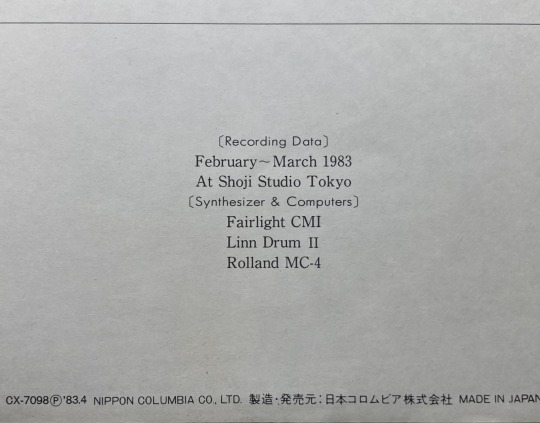 〔Recording Data〕
February～March 1983
At Shoji Studio Tokyo
〔Synthesizer & Computers〕
Fairlight CMI
Linn Drum II
Rolland MC-4
CX-7098Ⓟ'83.4 NIPPON COLUMBIA CO., LTD. 製造・発売元：日本コロムビア株式会社 MADE IN JAPAN